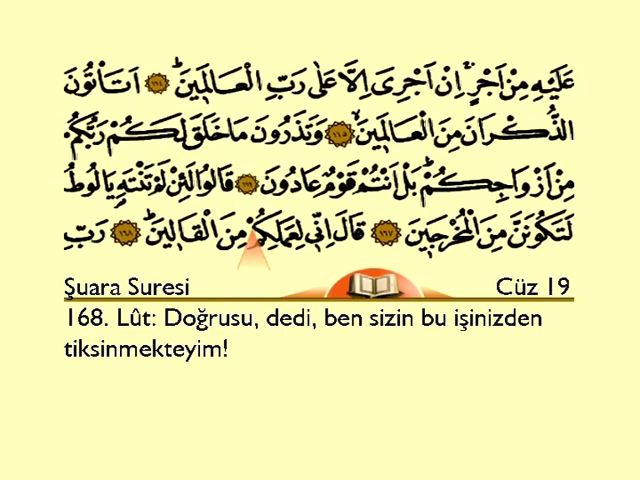 عَلَيْهِ مِنْ اَجْرٍۚ اِنْ اَجْرِيَ اِلَّا عَلٰى رَبِّ الْعَالَم۪ينَۜ ﴿١٦٤﴾ اَتَأْتُونَ
الذُّكْرَانَ مِنَ الْعَالَم۪ينَۙ ﴿١٦٥﴾ وَتَذَرُونَ مَا خَلَقَ لَكُمْ رَبُّكُمْ
مِنْ اَزْوَاجِكُمْۜ بَلْ اَنْتُمْ قَوْمٌ عَادُونَ ﴿١٦٦﴾ قَالُوا لَئِنْ لَمْ تَنْتَهِ يَا لُوطُ
لَتَكُونَنَّ مِنَ الْمُخْرَج۪ينَ ﴿١٦٧﴾ قَالَ اِنّ۪ي لِعَمَلِكُمْ مِنَ الْقَال۪ينَۜ ﴿١٦٨﴾ رَبِّ
Şuara Suresi Cüz 19
168. Lût: Doğrusu, dedi, ben sizin bu işinizden
tiksinmekteyim!